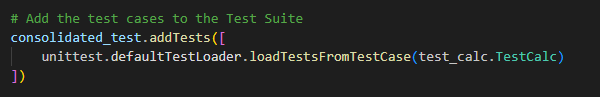 # Add the test cases to the Test Suite
consolidated_test.addTests([
    unittest.defaultTestLoader.loadTestsFromTestCase(test_calc.TestCalc)
])